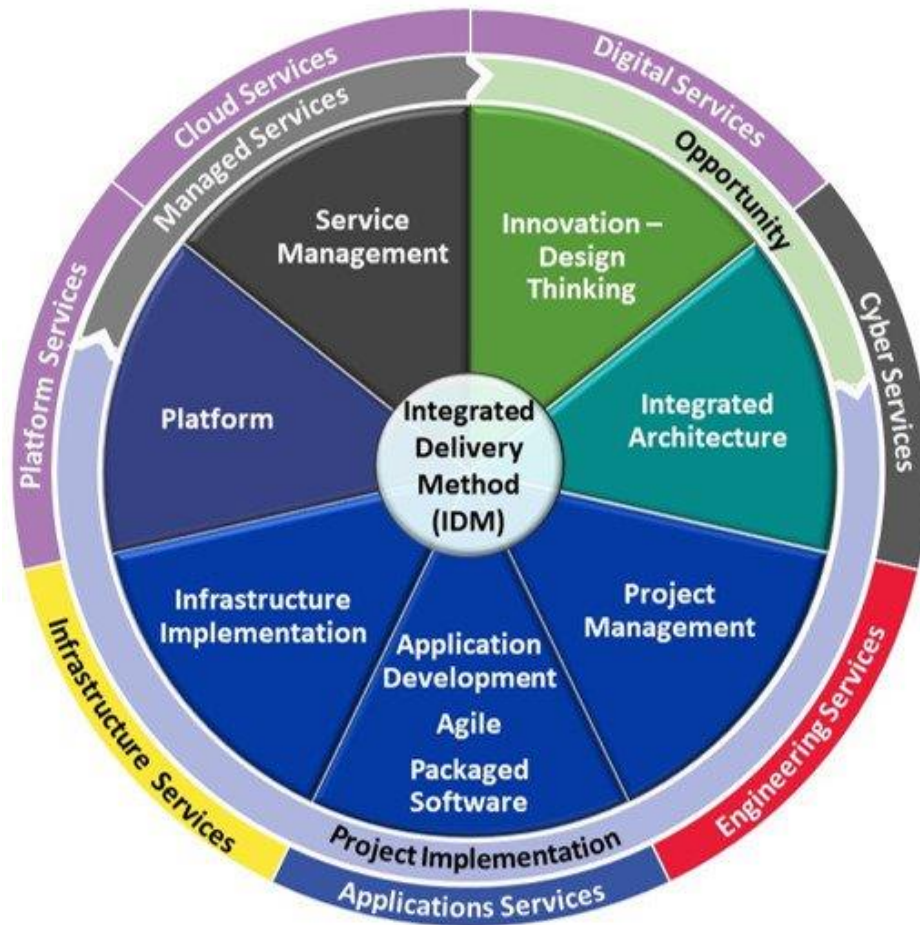 Cloud Services
Digital Services
Managed Services
Opportunity
Service
Management
Innovation –
Design
Thinking
Platform Services
Cyber Services
Platform
Integrated
Delivery
Method
(IDM)
Integrated
Architecture
Infrastructure
Implementation
Project
Management
Application
Development
Agile
Packaged
Software
Infrastructure Services
Engineering Services
Project Implementation
Applications Services